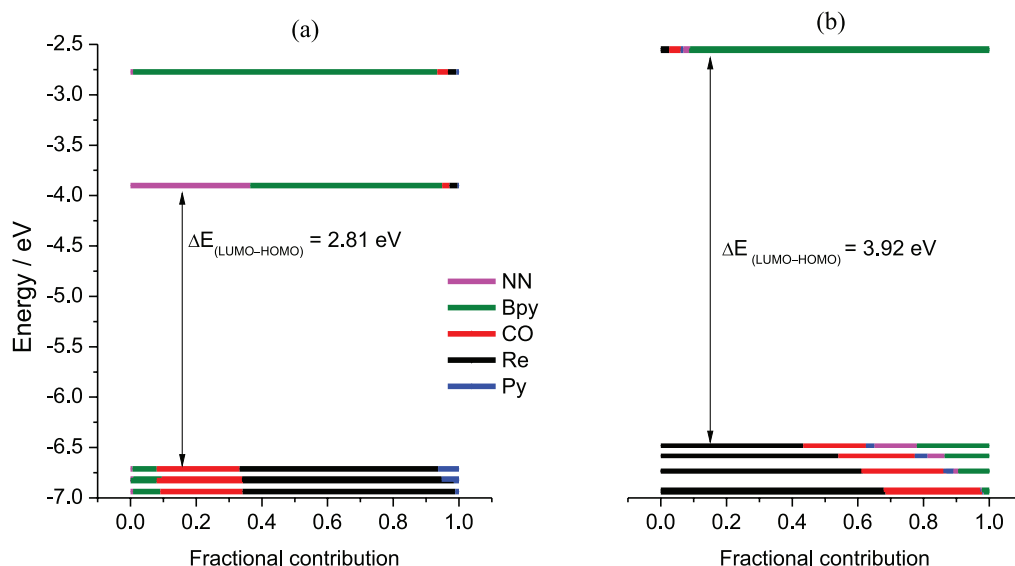 (a)
(b)
-2.5
-3.0
-3.5
-4.0
-4.5
-5.0
-5.5
-6.0
-6.5
-7.0
Energy / eV
ΔE (LUMO–HOMO) = 2.81 eV
ΔE (LUMO–HOMO) = 3.92 eV
NN
Bpy
CO
Re
Py
0.0 0.2 0.4 0.6 0.8 1.0
0.0 0.2 0.4 0.6 0.8 1.0
Fractional contribution
Fractional contribution